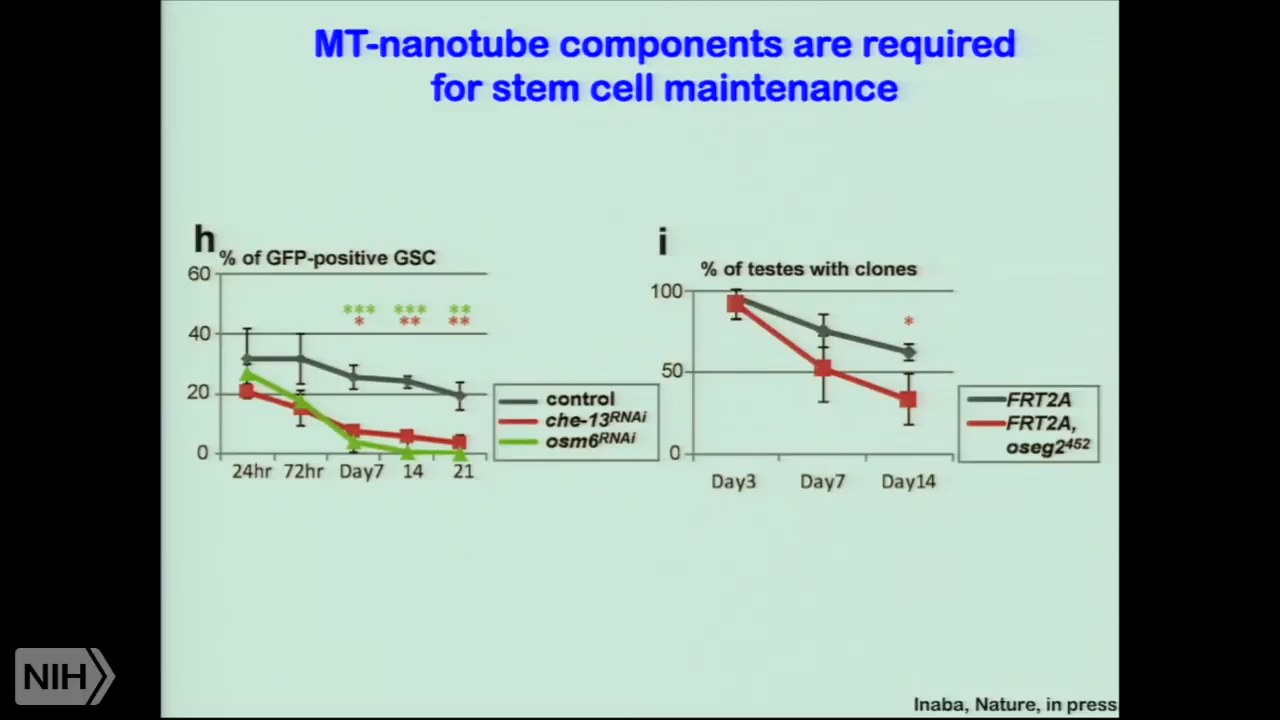 MT-nanotube components are required
for stem cell maintenance
h
% of GFP-positive GSC
60
40
20
0
24hr 72hr Day7 14 21
*** *** **
* ** **
control
che-13RNAi
osm6RNAi
i
% of testes with clones
100
50
0
Day3 Day7 Day14
*
FRT2A
FRT2A,
oseg2452
NIH
Inaba, Nature, in press